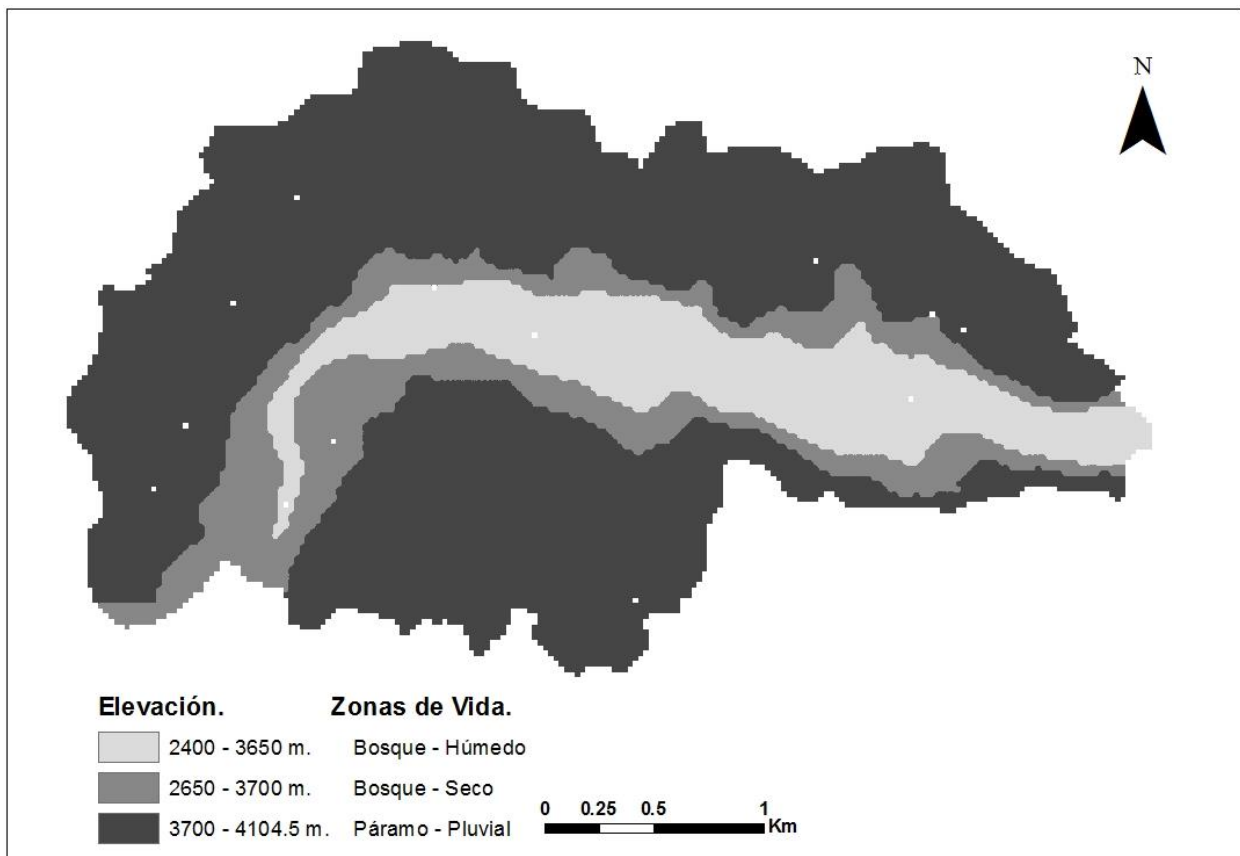 N
Elevación. Zonas de Vida.
2400 - 3650 m. Bosque - Húmedo
2650 - 3700 m. Bosque - Seco
3700 - 4104.5 m. Páramo - Pluvial
0 0.25 0.5 1
Km